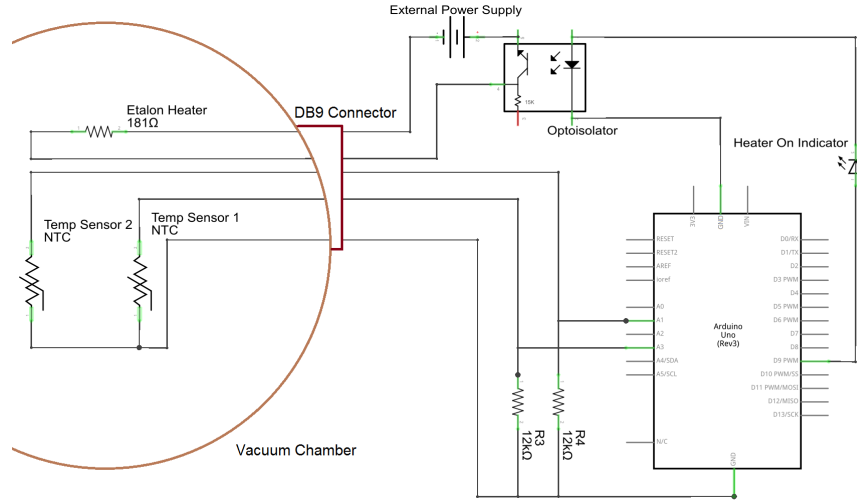 External Power Supply
15K
Optoisolator
Etalon Heater
181Ω
DB9 Connector
Heater On Indicator
Temp Sensor 2
NTC
Temp Sensor 1
NTC
3V3
GND
VIN
RESET
RESET2
AREF
ioref
A0
A1
A2
A3
A4/SDA
A5/SCL
N/C
Arduino
Uno
(Rev3)
D0/RX
D1/TX
D2
D3 PWM
D4
D5 PWM
D6 PWM
D7
D8
D9 PWM
D10 PWM/SS
D11 PWM/MOSI
D12/MISO
D13/SCK
GND
R3
12kΩ
R4
12kΩ
Vacuum Chamber